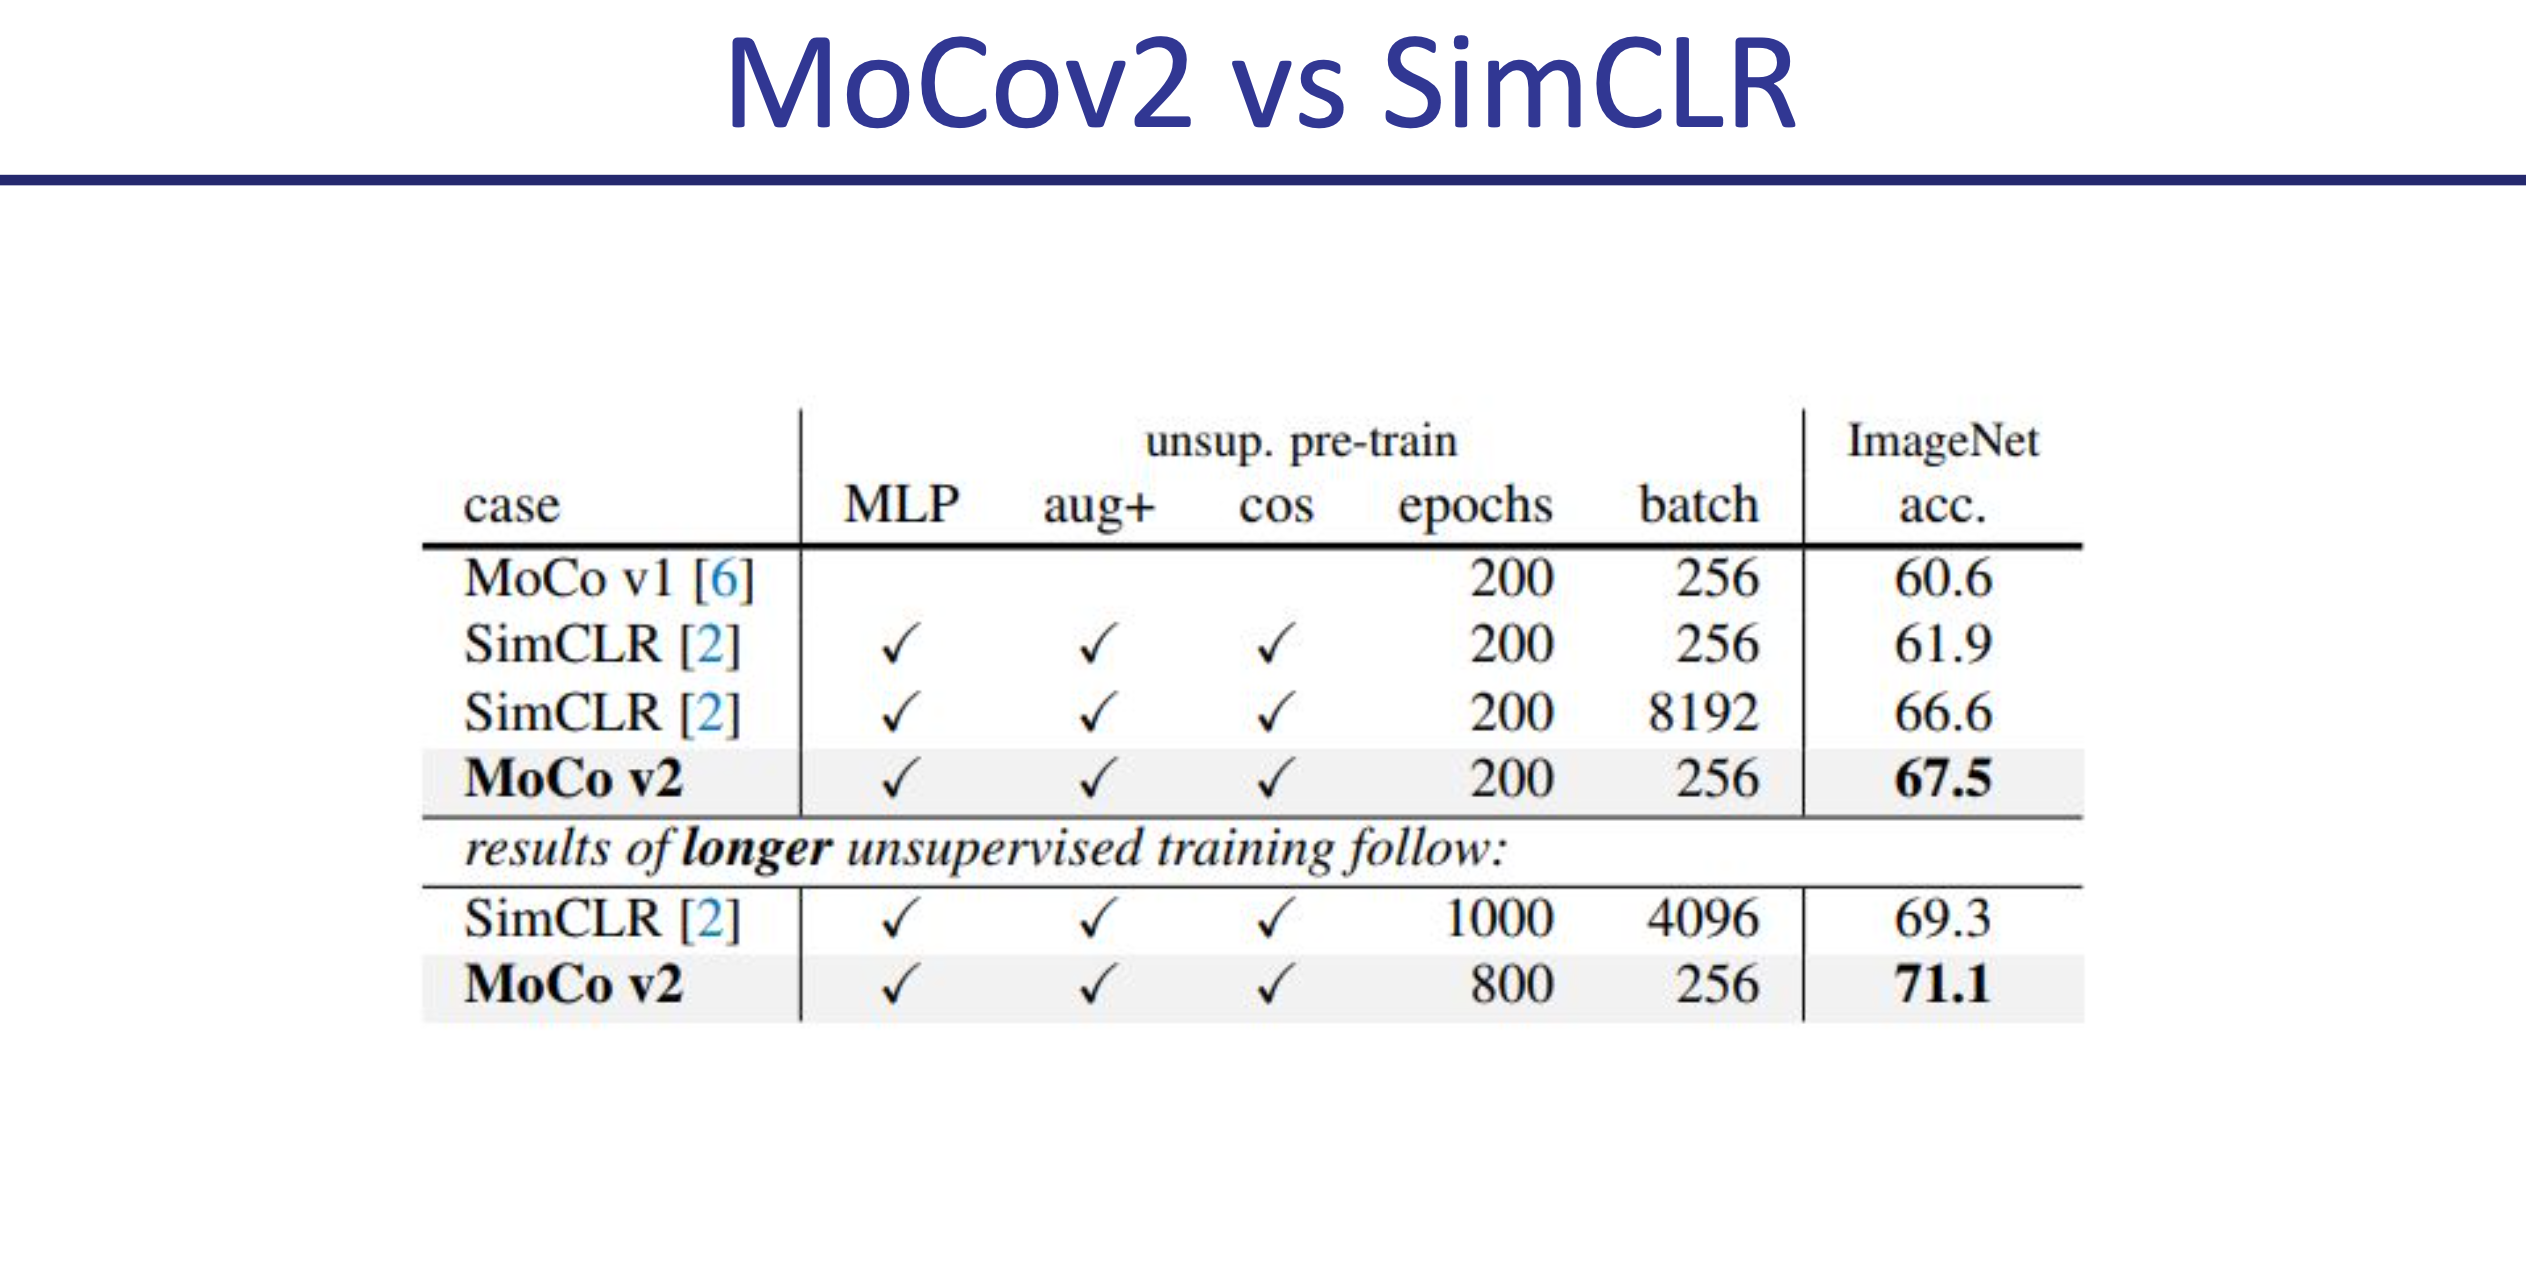 MoCov2 vs SimCLR
unsup. pre-train ImageNet
case MLP aug+ cos epochs batch acc.
MoCo v1 [6] 200 256 60.6
SimCLR [2] ✓ ✓ ✓ 200 256 61.9
SimCLR [2] ✓ ✓ ✓ 200 8192 66.6
MoCo v2 ✓ ✓ ✓ 200 256 67.5
results of longer unsupervised training follow:
SimCLR [2] ✓ ✓ ✓ 1000 4096 69.3
MoCo v2 ✓ ✓ ✓ 800 256 71.1